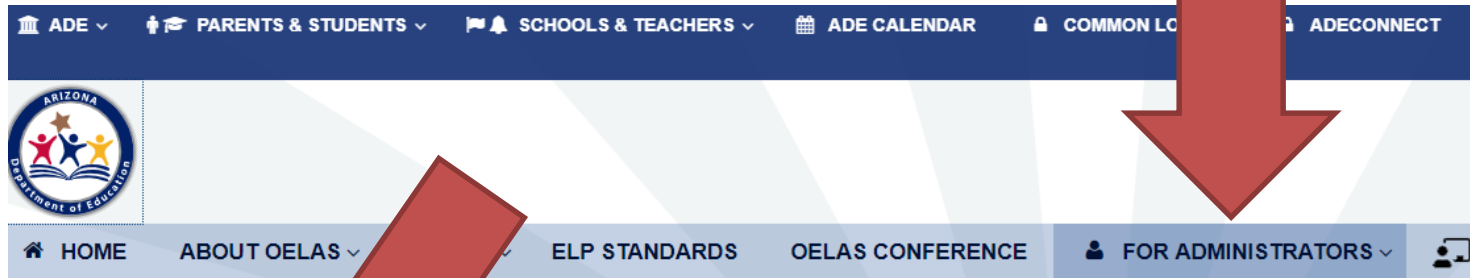 ADE PARENTS & STUDENTS SCHOOLS & TEACHERS ADE CALENDAR COMMON LO ADECONNECT
ARIZONA
Department of Education
HOME ABOUT OELAS ELP STANDARDS OELAS CONFERENCE FOR ADMINISTRATORS